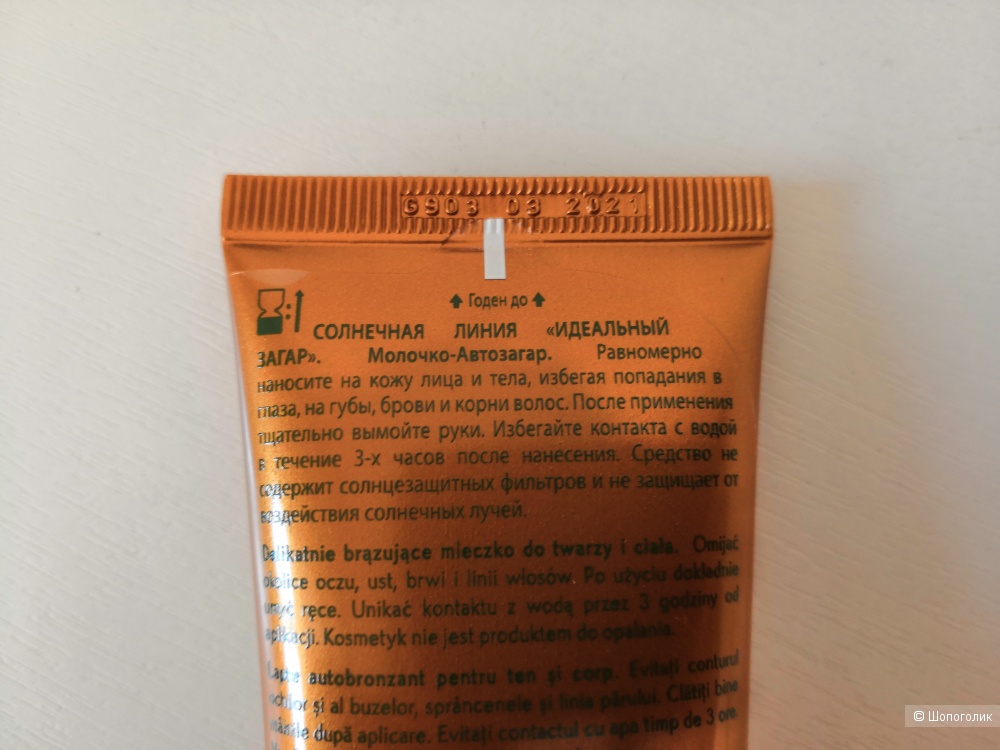 G903 03 2021
Годен до
СОЛНЕЧНАЯ ЛИНИЯ «ИДЕАЛЬНЫЙ
ЗАГАР». Молочко-Автозагар. Равномерно
наносите на кожу лица и тела, избегая попадания в
глаза, на губы, брови и корни волос. После применения
тщательно вымойте руки. Избегайте контакта с водой
в течение 3-х часов после нанесения. Средство не
содержит солнцезащитных фильтров и не защищает от
воздействия солнечных лучей.
Delikatnie brązujące mleczko do twarzy i ciała. Omijać
okolice oczu, ust, brwi i linii włosów. Po użyciu dokładnie
umyć ręce. Unikać kontaktu z wodą przez 3 godziny od
aplikacji. Kosmetyk nie jest produktem do opalania.
Lapte autobronzant pentru ten și corp. Evitați conturul
ochilor și al buzelor, sprâncenele și linia părului. Clătiți bine
mâinile după aplicare. Evitați contactul cu apa timp de 3 ore.
© Шопоголик